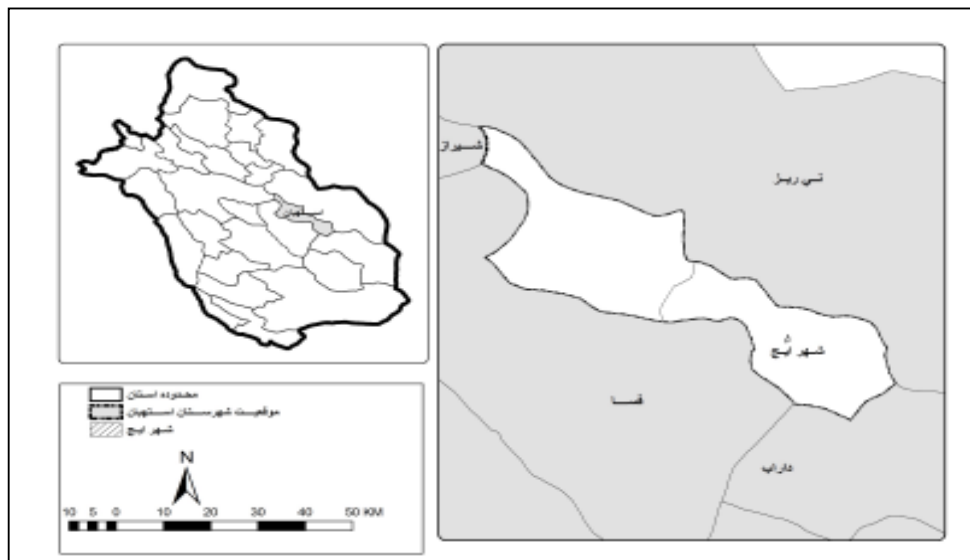 استهبان
شیراز
نی ریز
شهر ایج
فسا
داراب
محدوده استان
موقعیت شهرستان استهبان
شهر ایج
N
10 5 0 10 20 30 40 50 KM